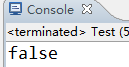 Console
<terminated> Test (5
false